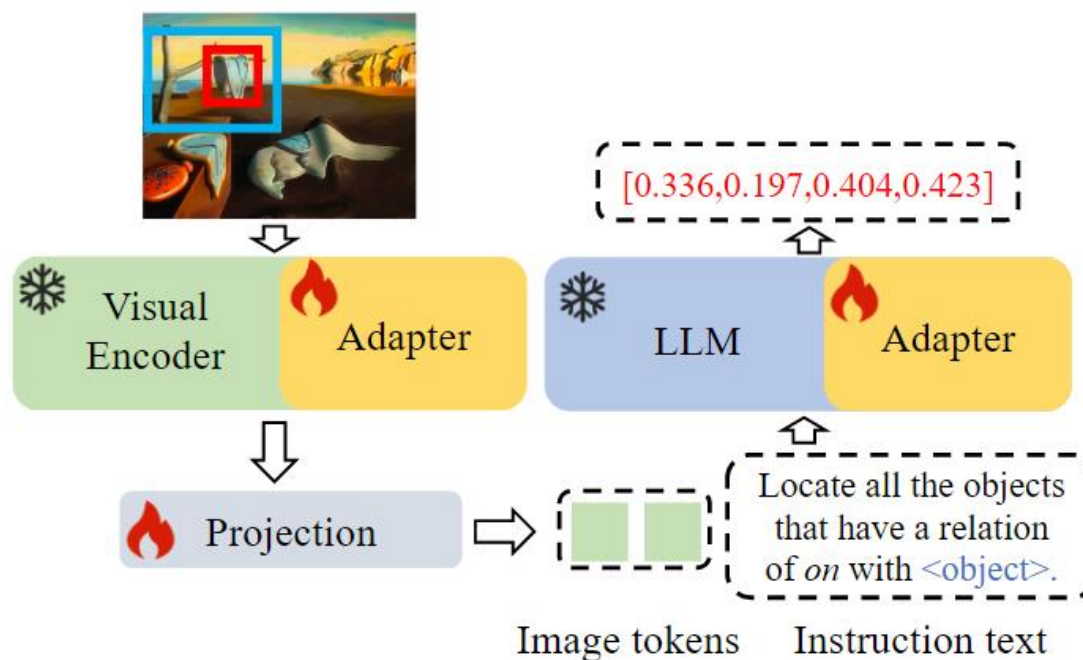 [0.336,0.197,0.404,0.423]
Visual
Encoder
Adapter
LLM
Adapter
Projection
Locate all the objects
that have a relation
of on with <object>.
Image tokens
Instruction text